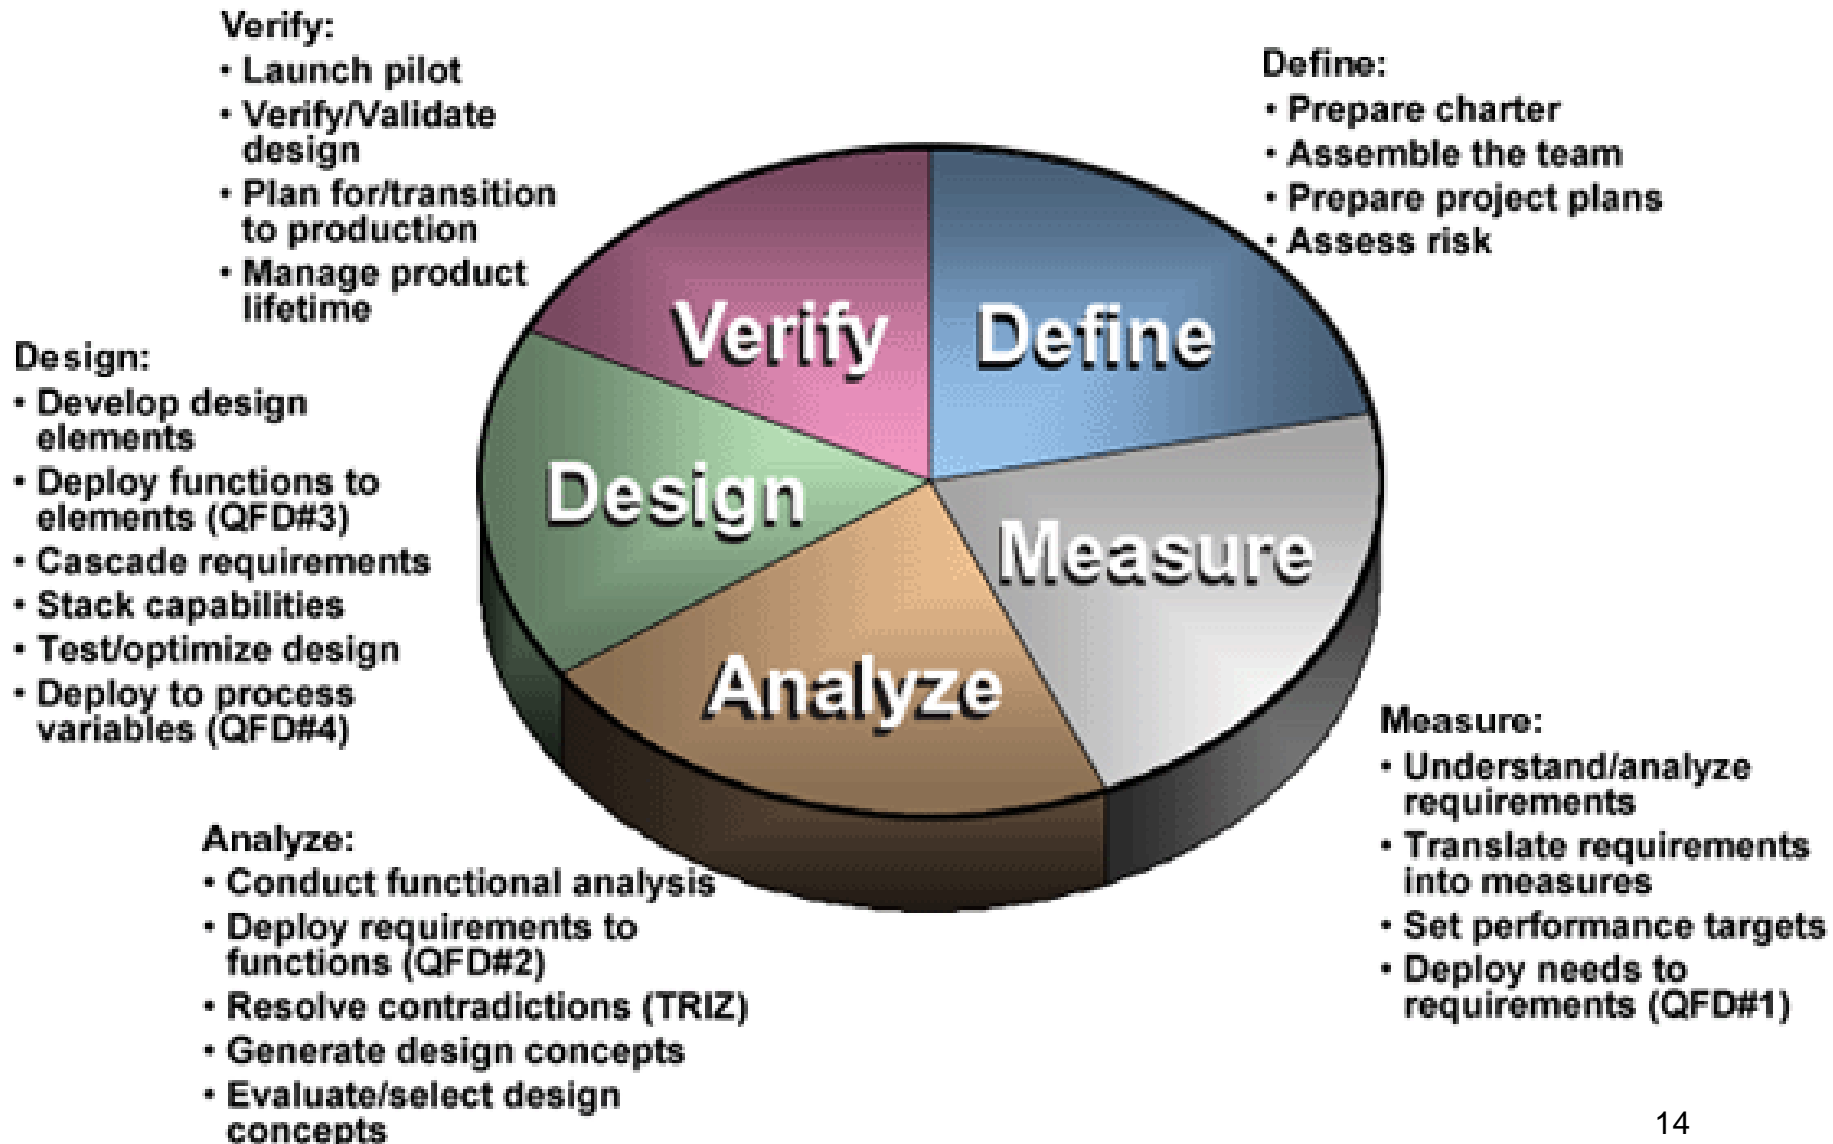 Verify:
• Launch pilot
• Verify/Validate
design
• Plan for/transition
to production
• Manage product
lifetime
Define:
• Prepare charter
• Assemble the team
• Prepare project plans
• Assess risk
Verify
Define
Design
Measure
Analyze
Design:
• Develop design
elements
• Deploy functions to
elements (QFD#3)
• Cascade requirements
• Stack capabilities
• Test/optimize design
• Deploy to process
variables (QFD#4)
Measure:
• Understand/analyze
requirements
• Translate requirements
into measures
• Set performance targets
• Deploy needs to
requirements (QFD#1)
Analyze:
• Conduct functional analysis
• Deploy requirements to
functions (QFD#2)
• Resolve contradictions (TRIZ)
• Generate design concepts
• Evaluate/select design
concepts
14